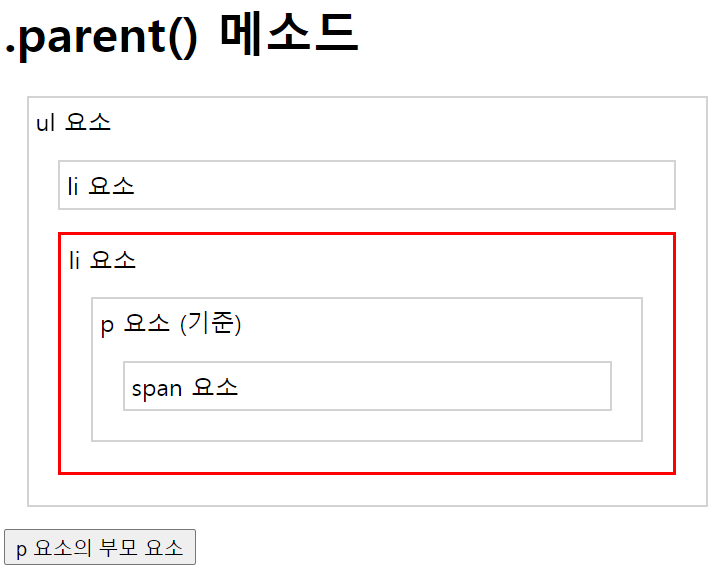 .parent() 메소드
ul 요소
li 요소
li 요소
p 요소 (기준)
span 요소
p 요소의 부모 요소